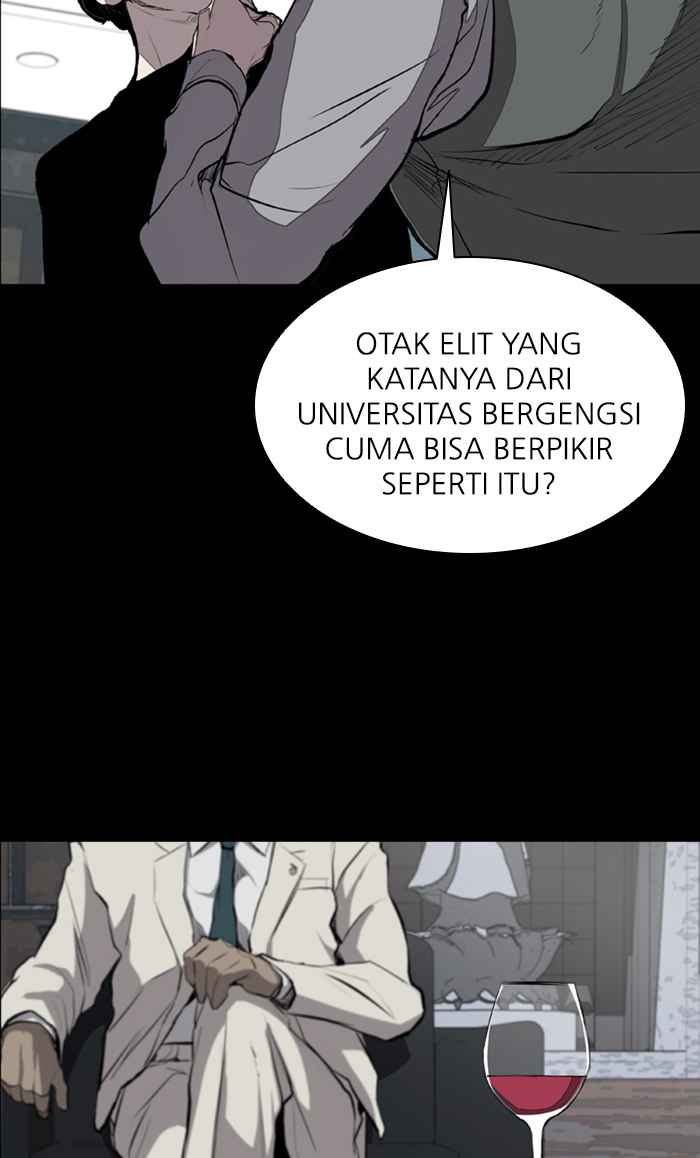 OTAK ELIT YANG
KATANYA DARI
UNIVERSITAS BERGENGSI
CUMA BISA BERPIKIR
SEPERTI ITU?